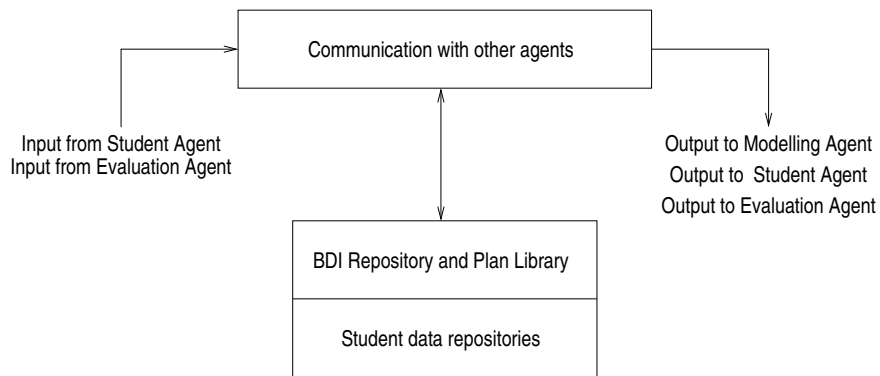 Communication with other agents
Input from Student Agent
Input from Evaluation Agent
Output to Modelling Agent
Output to Student Agent
Output to Evaluation Agent
BDI Repository and Plan Library
Student data repositories